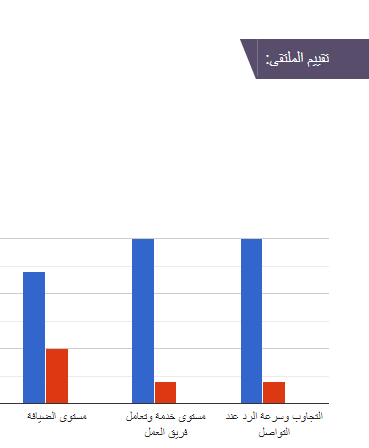 تقييم الملتقى:
التجاوب وسرعة الرد عند
التواصل
مستوى خدمة وتعامل
فريق العمل
مستوى الضيافة